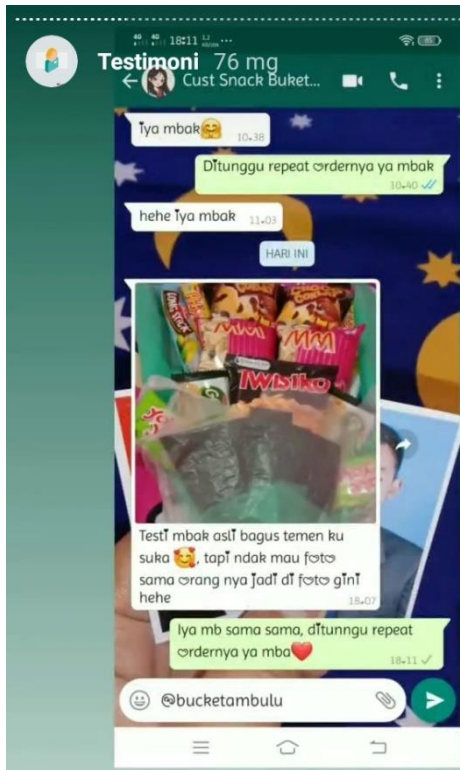 18:11
Testimoni 76 mg
Cust Snack Buket...
iya mbak🤗 10.38
Ditunggu repeat ordernya ya mbak
10.40
hehe iya mbak 11.03
HARI INI
TWISTKO
Testi mbak asli bagus temen ku
suka 🥰, tapi ndak mau foto
sama orang nya jadi di foto gini
hehe
18.07
Iya mb sama sama, ditunngu repeat
ordernya ya mba❤️
18.11
@bucketambulu